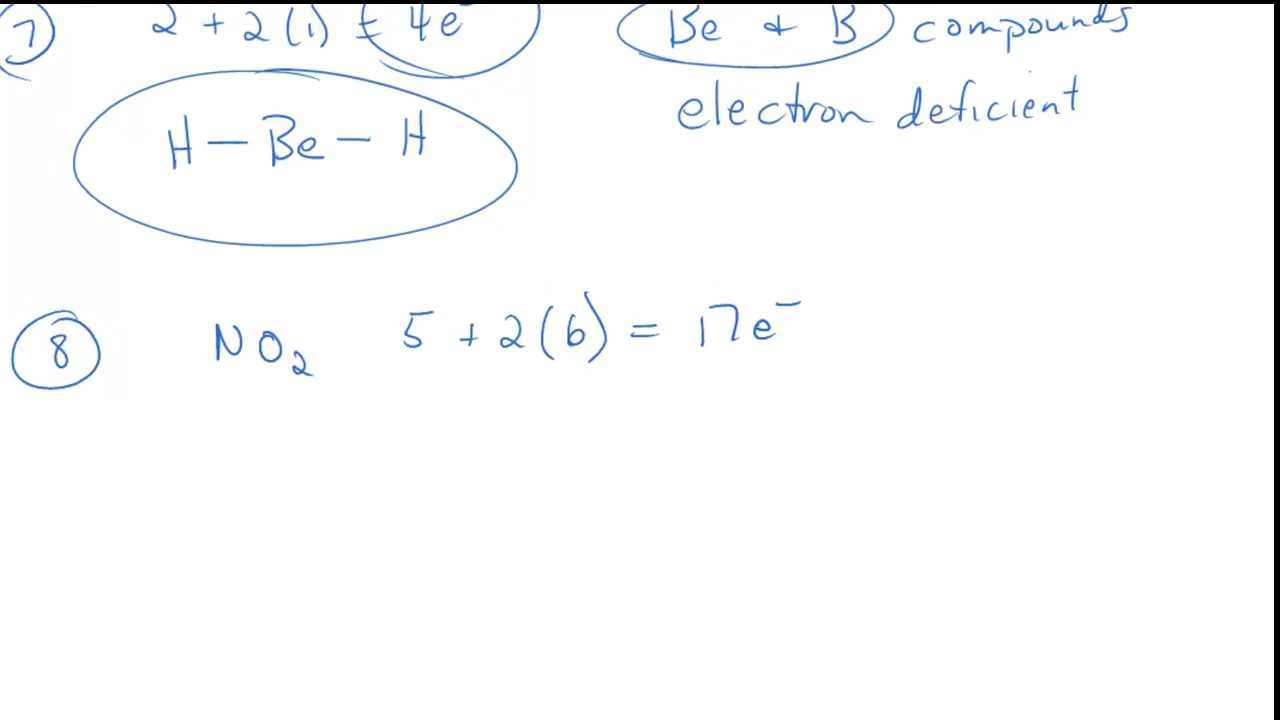 7 2 + 2 (1) = 4e⁻
Be + B compounds
electron deficient
H — Be — H
8 NO₂ 5 + 2 (6) = 17e⁻